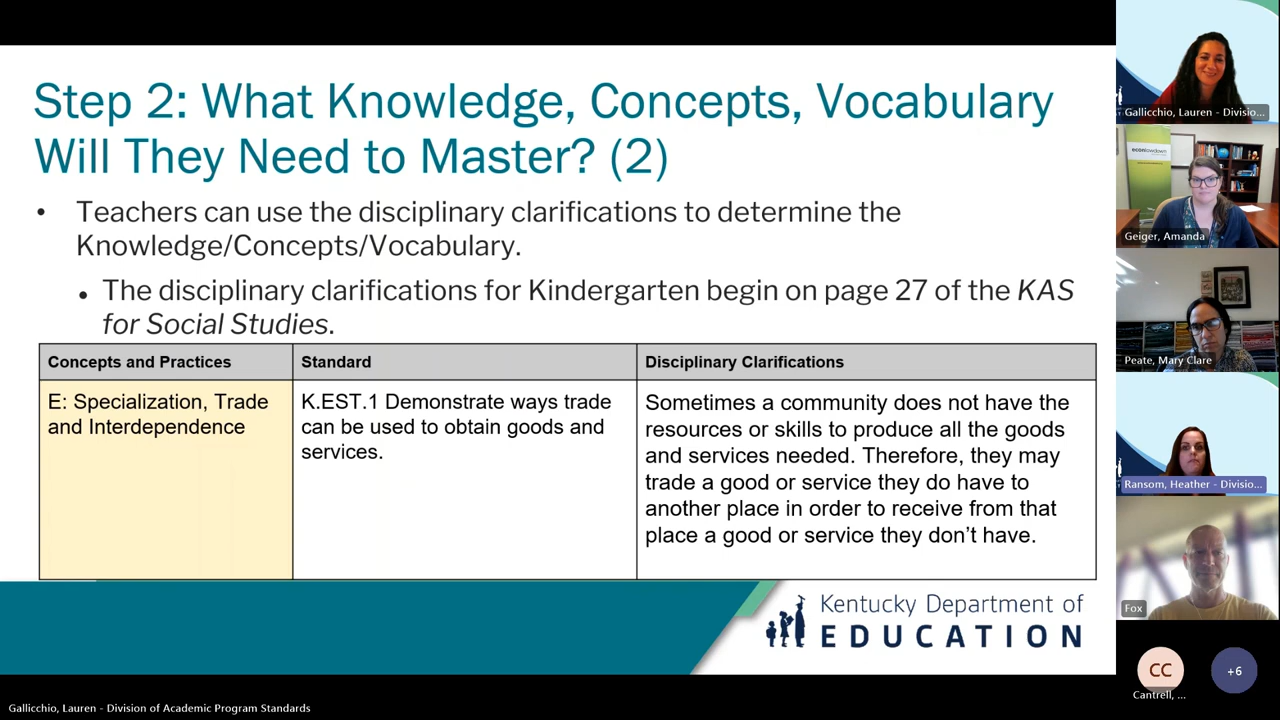 Step 2: What Knowledge, Concepts, Vocabulary
Will They Need to Master? (2)
• Teachers can use the disciplinary clarifications to determine the
Knowledge/Concepts/Vocabulary.
• The disciplinary clarifications for Kindergarten begin on page 27 of the KAS
for Social Studies.
Concepts and Practices
Standard
Disciplinary Clarifications
E: Specialization, Trade
and Interdependence
K.EST.1 Demonstrate ways trade
can be used to obtain goods and
services.
Sometimes a community does not have the
resources or skills to produce all the goods
and services needed. Therefore, they may
trade a good or service they do have to
another place in order to receive from that
place a good or service they don’t have.
Kentucky Department of
EDUCATION
Gallicchio, Lauren - Divisio...
econlowdown
Geiger, Amanda
Peate, Mary Clare
Ransom, Heather - Divisio...
Fox
CC
+6
Cantrell, ...
Gallicchio, Lauren - Division of Academic Program Standards